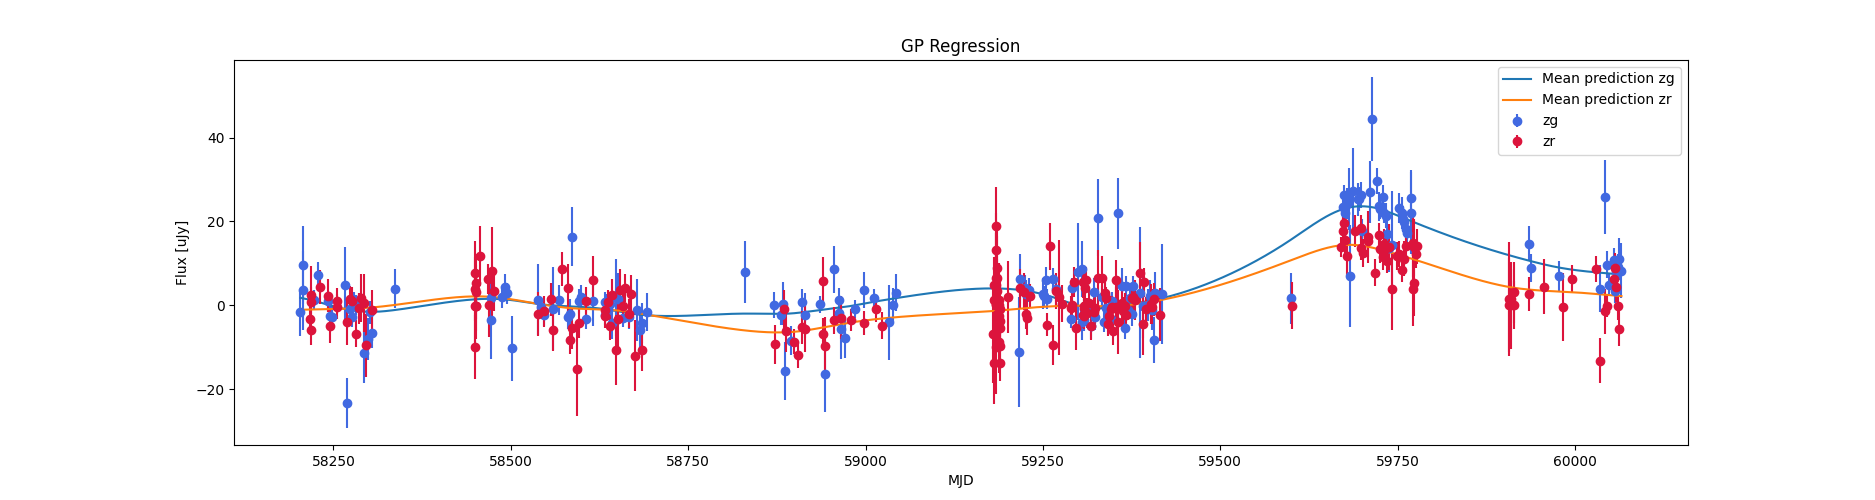 GP Regression
Mean prediction zg
Mean prediction zr
zg
zr
Flux [uJy]
40
20
0
−20
58250
58500
58750
59000
59250
59500
59750
60000
MJD